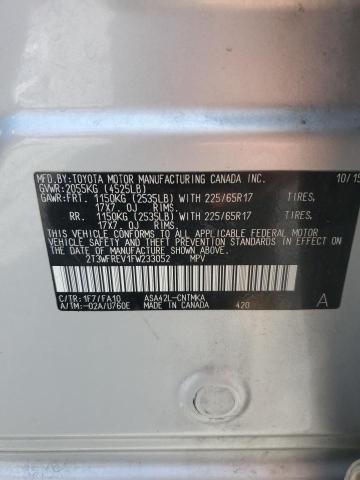 MFD.BY:TOYOTA MOTOR MANUFACTURING CANADA INC. 10/15
GVWR:2055KG (4525LB)
GAWR:FRT. 1150KG (2535LB) WITH 225/65R17 TIRES,
17X7.0J RIMS.
RR. 1150KG (2535LB) WITH 225/65R17 TIRES,
17X7.0J RIMS.
THIS VEHICLE CONFORMS TO ALL APPLICABLE FEDERAL
MOTOR VEHICLE SAFETY AND
STANDARDS IN EFFECT ON THE DATE OF
MANUFACTURE SHOWN ABOVE.
2T3WFREV1FW233052 MPV
C/TR:1F7/FA10 ASA42L-CNTMKA A
A/TM:-02A/U760E MADE IN CANADA 420